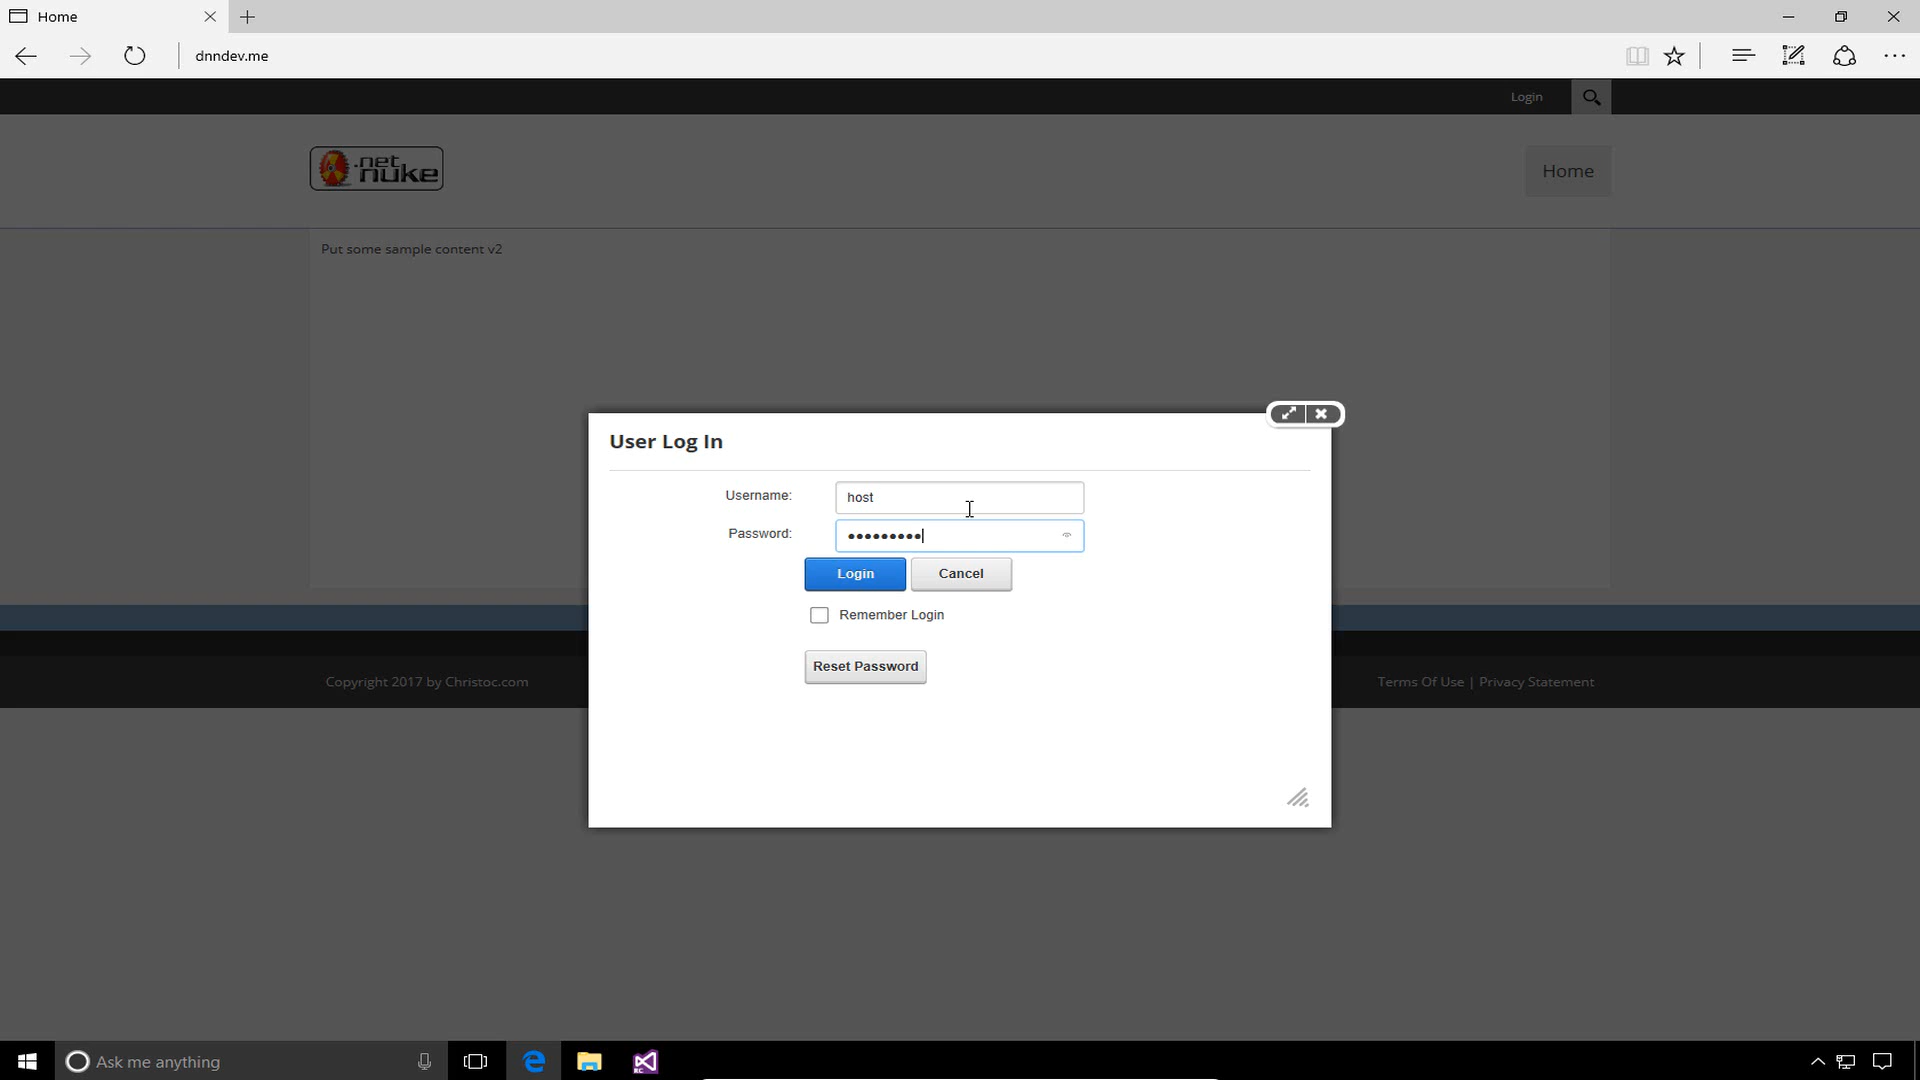 Home
dnndev.me
Login
.net
nuke
Home
Put some sample content v2
User Log In
Username: host
Password: •••••••••
Login Cancel
Remember Login
Reset Password
Copyright 2017 by Christoc.com
Terms Of Use | Privacy Statement
Ask me anything
RC